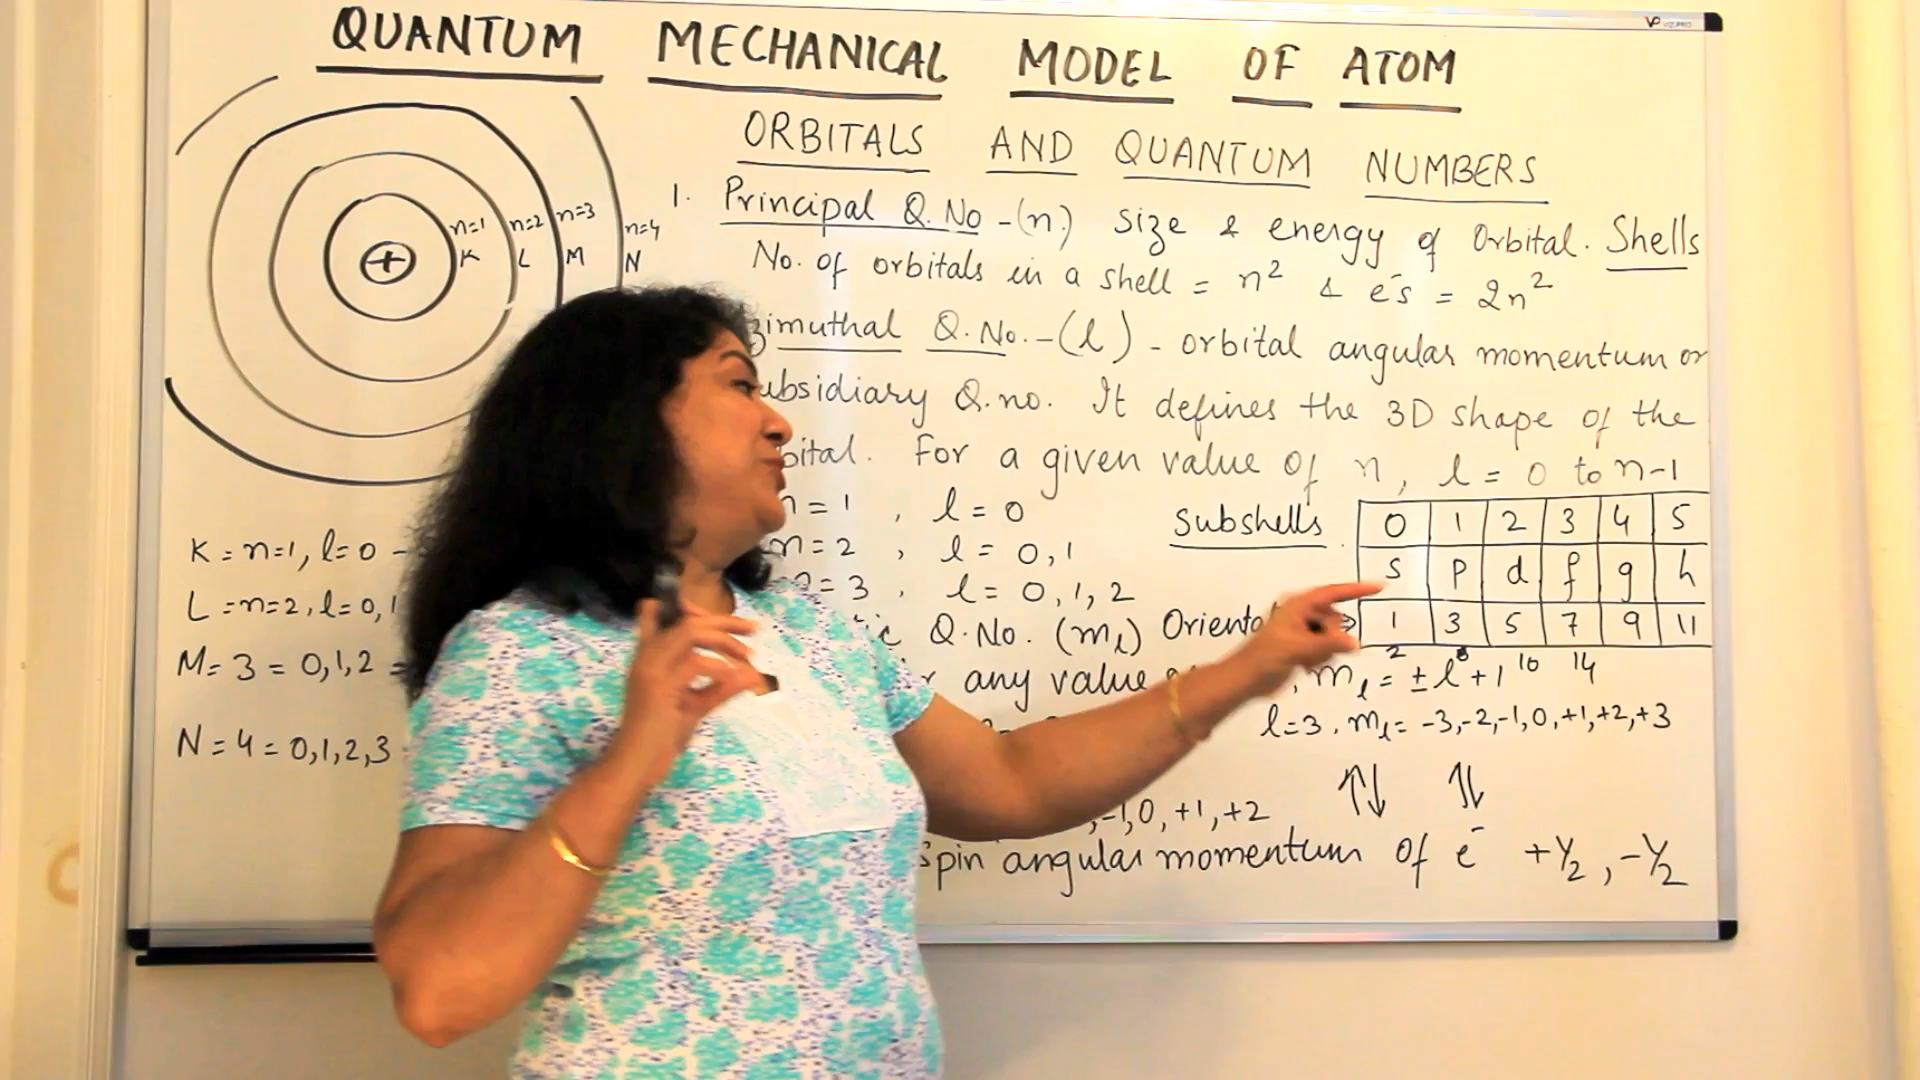 QUANTUM MECHANICAL MODEL OF ATOM
ORBITALS AND QUANTUM NUMBERS
1. Principal Q.No -(n) Size & energy of Orbital. Shells
No. of orbitals in a shell = n² & e⁻s = 2n²
zimuthal Q.No. -(l) - orbital angular momentum or
ubsidiary Q.no. It defines the 3D shape of the
bital. For a given value of n, l = 0 to n-1
n = 1 , l = 0
n = 2 , l = 0,1
= 3 , l = 0,1,2
Subshells
0 1 2 3 4 5
s p d f g h
1 3 5 7 9 11
2 6 10 14
ic Q.No. (m_l) Orienta
any value
, m_l = ±l+1
l=3, m_l = -3,-2,-1,0,+1,+2,+3
-1,0,+1,+2
↑↓ ↑↓
Spin angular momentum of e⁻ +1/2, -1/2
n=1 n=2 n=3 n=4
K L M N
+
K = n=1, l=0 -
L = n=2, l=0,1
M = 3 = 0,1,2 =
N = 4 = 0,1,2,3